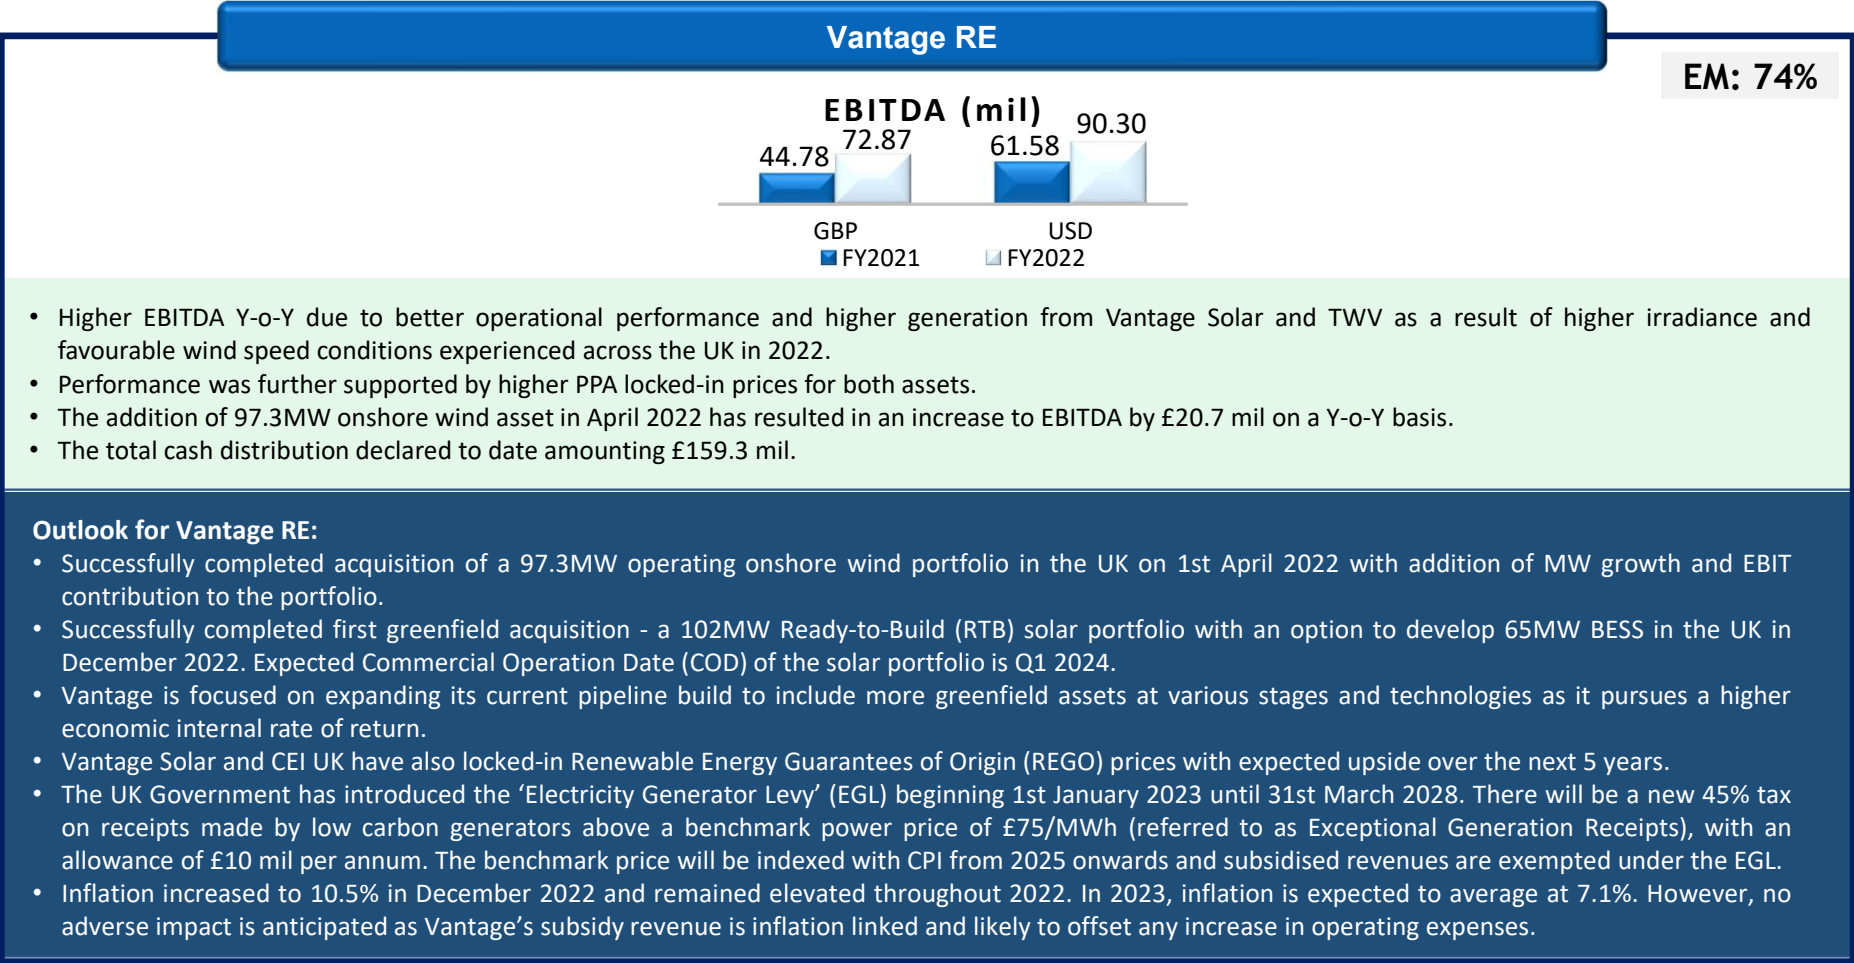 Vantage RE
EM: 74%
EBITDA (mil)
44.78
72.87
61.58
90.30
GBP
USD
FY2021
FY2022
• Higher EBITDA Y-o-Y due to better operational performance and higher generation from Vantage Solar and TWV as a result of higher irradiance and
favourable wind speed conditions experienced across the UK in 2022.
• Performance was further supported by higher PPA locked-in prices for both assets.
• The addition of 97.3MW onshore wind asset in April 2022 has resulted in an increase to EBITDA by £20.7 mil on a Y-o-Y basis.
• The total cash distribution declared to date amounting £159.3 mil.
Outlook for Vantage RE:
• Successfully completed acquisition of a 97.3MW operating onshore wind portfolio in the UK on 1st April 2022 with addition of MW growth and EBIT
contribution to the portfolio.
• Successfully completed first greenfield acquisition - a 102MW Ready-to-Build (RTB) solar portfolio with an option to develop 65MW BESS in the UK in
December 2022. Expected Commercial Operation Date (COD) of the solar portfolio is Q1 2024.
• Vantage is focused on expanding its current pipeline build to include more greenfield assets at various stages and technologies as it pursues a higher
economic internal rate of return.
• Vantage Solar and CEI UK have also locked-in Renewable Energy Guarantees of Origin (REGO) prices with expected upside over the next 5 years.
• The UK Government has introduced the ‘Electricity Generator Levy’ (EGL) beginning 1st January 2023 until 31st March 2028. There will be a new 45% tax
on receipts made by low carbon generators above a benchmark power price of £75/MWh (referred to as Exceptional Generation Receipts), with an
allowance of £10 mil per annum. The benchmark price will be indexed with CPI from 2025 onwards and subsidised revenues are exempted under the EGL.
• Inflation increased to 10.5% in December 2022 and remained elevated throughout 2022. In 2023, inflation is expected to average at 7.1%. However, no
adverse impact is anticipated as Vantage’s subsidy revenue is inflation linked and likely to offset any increase in operating expenses.